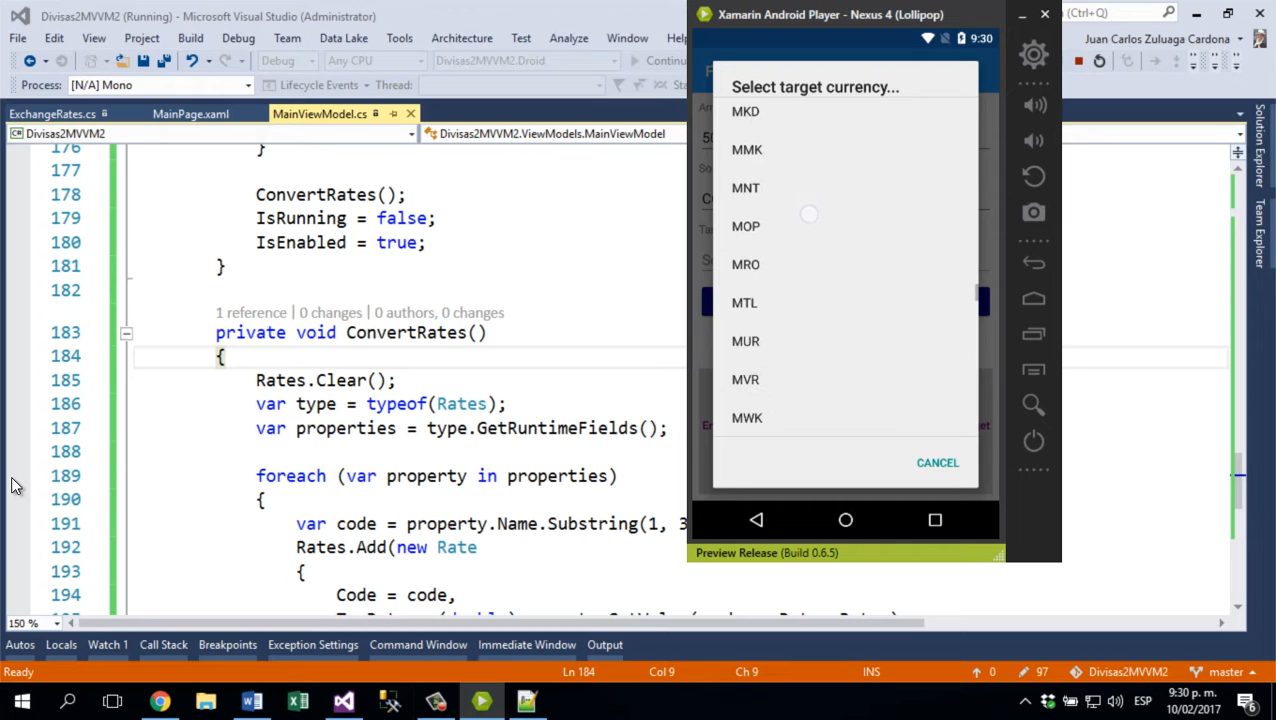 Divisas2MVVM2 (Running) - Microsoft Visual Studio (Administrator)
(Ctrl+Q)
File Edit View Project Build Debug Team Data Lake Tools Architecture Test Analyze Window
Juan Carlos Zuluaga Cardona
Debug Any CPU Divisas2MVVM2.Droid
Process: [N/A] Mono Lifecycle Events Thread:
ExchangeRates.cs MainPage.xaml MainViewModel.cs
Divisas2MVVM2 Divisas2MVVM2.ViewModels.MainViewModel
176 }
177
178 ConvertRates();
179 IsRunning = false;
180 IsEnabled = true;
181 }
182
1 reference | 0 changes | 0 authors, 0 changes
183 private void ConvertRates()
184 {
185 Rates.Clear();
186 var type = typeof(Rates);
187 var properties = type.GetRuntimeFields();
188
189 foreach (var property in properties)
190 {
191 var code = property.Name.Substring(1, 3
192 Rates.Add(new Rate
193 {
194 Code = code,
150 %
Xamarin Android Player - Nexus 4 (Lollipop)
9:30
Select target currency...
MKD
MMK
MNT
MOP
MRO
MTL
MUR
MVR
MWK
CANCEL
Preview Release (Build 0.6.5)
Solution Explorer
Team Explorer
Autos Locals Watch 1 Call Stack Breakpoints Exception Settings Command Window Immediate Window Output
Ready Ln 184 Col 9 Ch 9 INS 0 97 Divisas2MVVM2 master
ESP
9:30 p. m.
10/02/2017
6